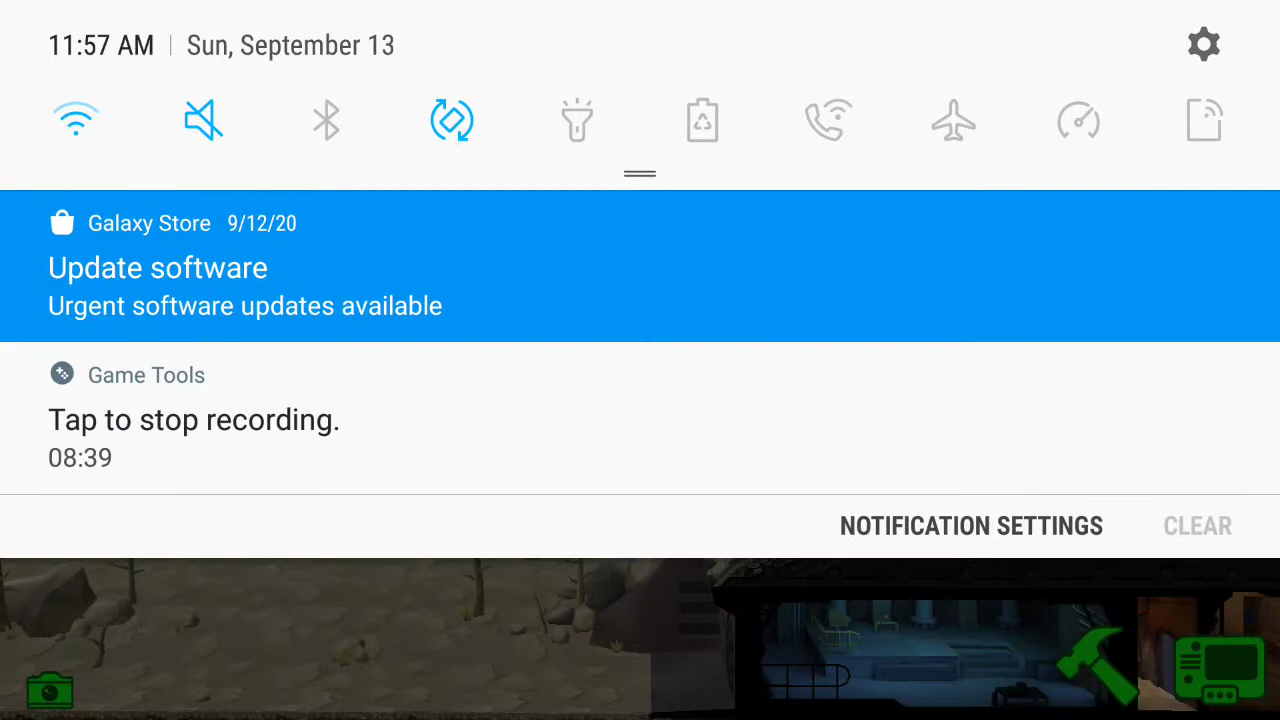 11:57 AM Sun, September 13
Galaxy Store 9/12/20
Update software
Urgent software updates available
Game Tools
Tap to stop recording.
08:39
NOTIFICATION SETTINGS CLEAR